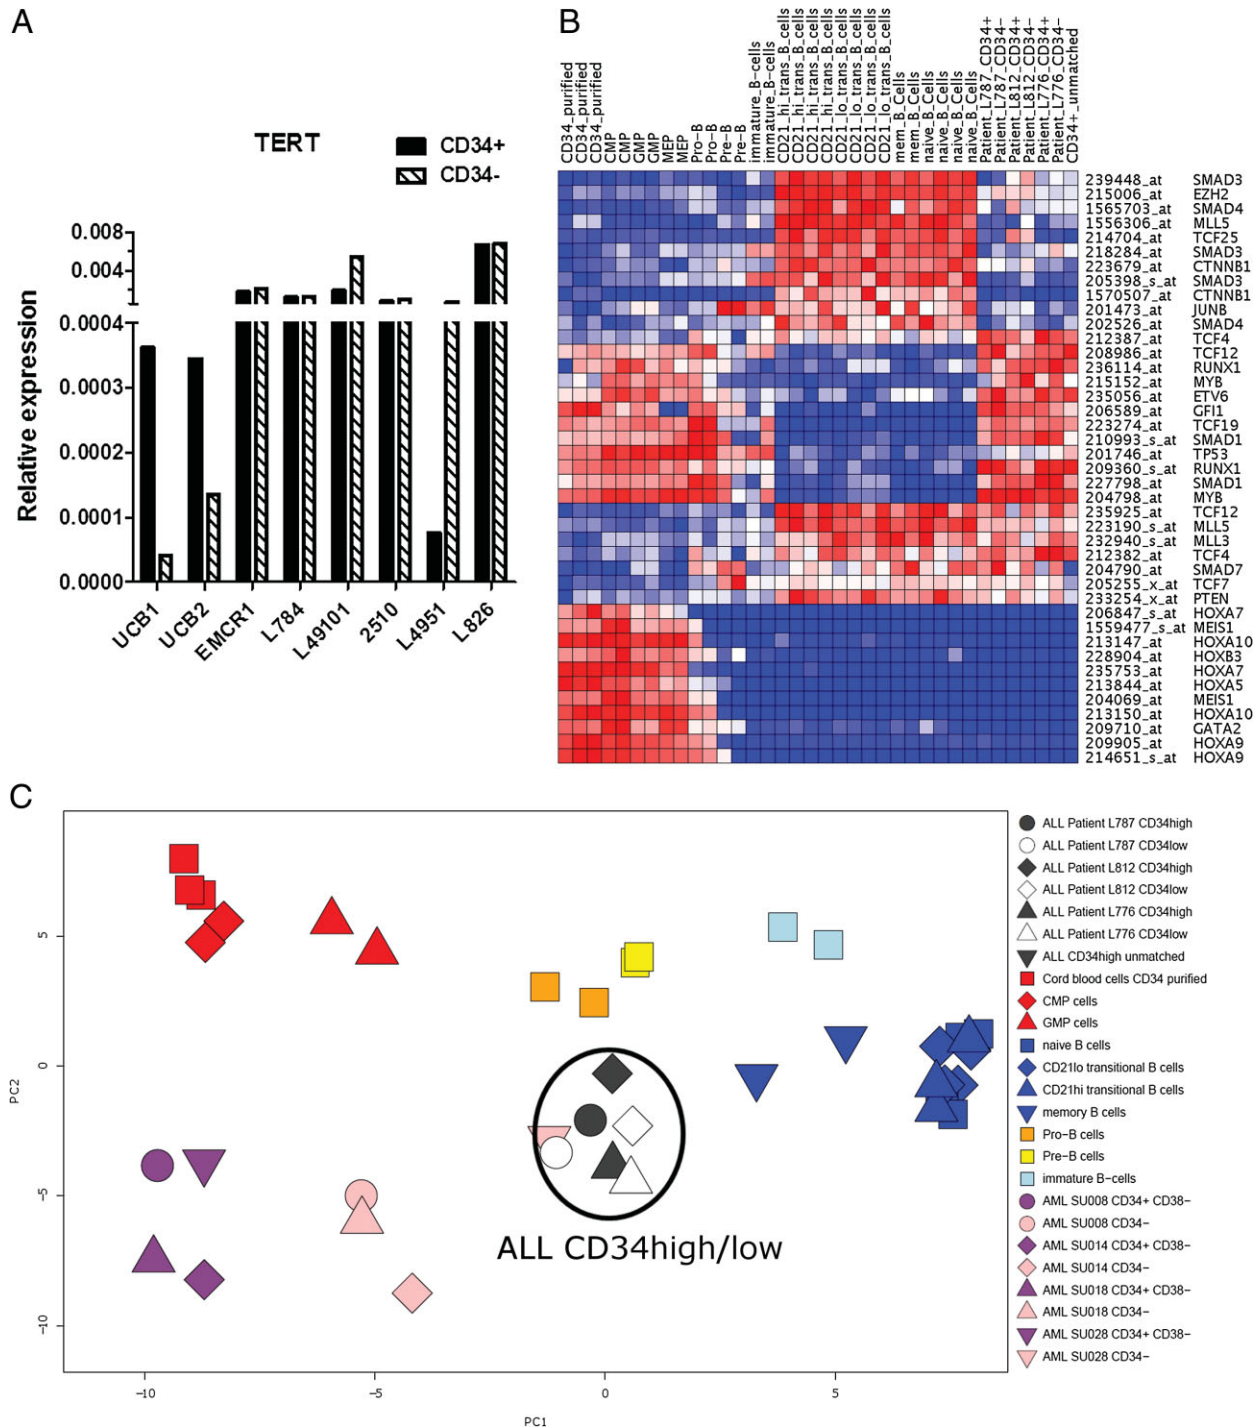 A
TERT
CD34+
CD34-
Relative expression
0.008
0.004
0.0004
0.0003
0.0002
0.0001
0.0000
UCB1
UCB2
EMCR1
L784
L49101
2510
L4951
L826
B
CD34_purified
CD34_purified
CD34_purified
CMP
CMP
GMP
GMP
MEP
MEP
Pro-B
Pro-B
Pre-B
Pre-B
immature_B-cells
immature_B-cells
CD21_hi_trans_B_cells
CD21_hi_trans_B_cells
CD21_hi_trans_B_cells
CD21_hi_trans_B_cells
CD21_lo_trans_B_cells
CD21_lo_trans_B_cells
CD21_lo_trans_B_cells
CD21_lo_trans_B_cells
mem_B_Cells
mem_B_Cells
naive_B_Cells
naive_B_Cells
naive_B_Cells
naive_B_Cells
Patient_L787_CD34+
Patient_L787_CD34-
Patient_L812_CD34+
Patient_L812_CD34-
Patient_L776_CD34+
Patient_L776_CD34-
CD34+_unmatched
239448_at SMAD3
215006_at EZH2
1565703_at SMAD4
1556306_at MLL5
214704_at TCF25
218284_at SMAD3
223679_at CTNNB1
205398_s_at SMAD3
1570507_at CTNNB1
201473_at JUNB
202526_at SMAD4
212387_at TCF4
208986_at TCF12
236114_at RUNX1
215152_at MYB
235056_at ETV6
206589_at GFI1
223274_at TCF19
210993_s_at SMAD1
201746_at TP53
209360_s_at RUNX1
227798_at SMAD1
204798_at MYB
235925_at TCF12
223190_s_at MLL5
232940_s_at MLL3
212382_at TCF4
204790_at SMAD7
205255_x_at TCF7
233254_x_at PTEN
206847_s_at HOXA7
1559477_s_at MEIS1
213147_at HOXA10
228904_at HOXB3
235753_at HOXA7
213844_at HOXA5
204069_at MEIS1
213150_at HOXA10
209710_at GATA2
209905_at HOXA9
214651_s_at HOXA9
C
PC2
5
0
−5
−10
−10
−5
0
5
PC1
ALL CD34high/low
ALL Patient L787 CD34high
ALL Patient L787 CD34low
ALL Patient L812 CD34high
ALL Patient L812 CD34low
ALL Patient L776 CD34high
ALL Patient L776 CD34low
ALL CD34high unmatched
Cord blood cells CD34 purified
CMP cells
GMP cells
naive B cells
CD21lo transitional B cells
CD21hi transitional B cells
memory B cells
Pro−B cells
Pre−B cells
immature B−cells
AML SU008 CD34+ CD38−
AML SU008 CD34−
AML SU014 CD34+ CD38−
AML SU014 CD34−
AML SU018 CD34+ CD38−
AML SU018 CD34−
AML SU028 CD34+ CD38−
AML SU028 CD34−